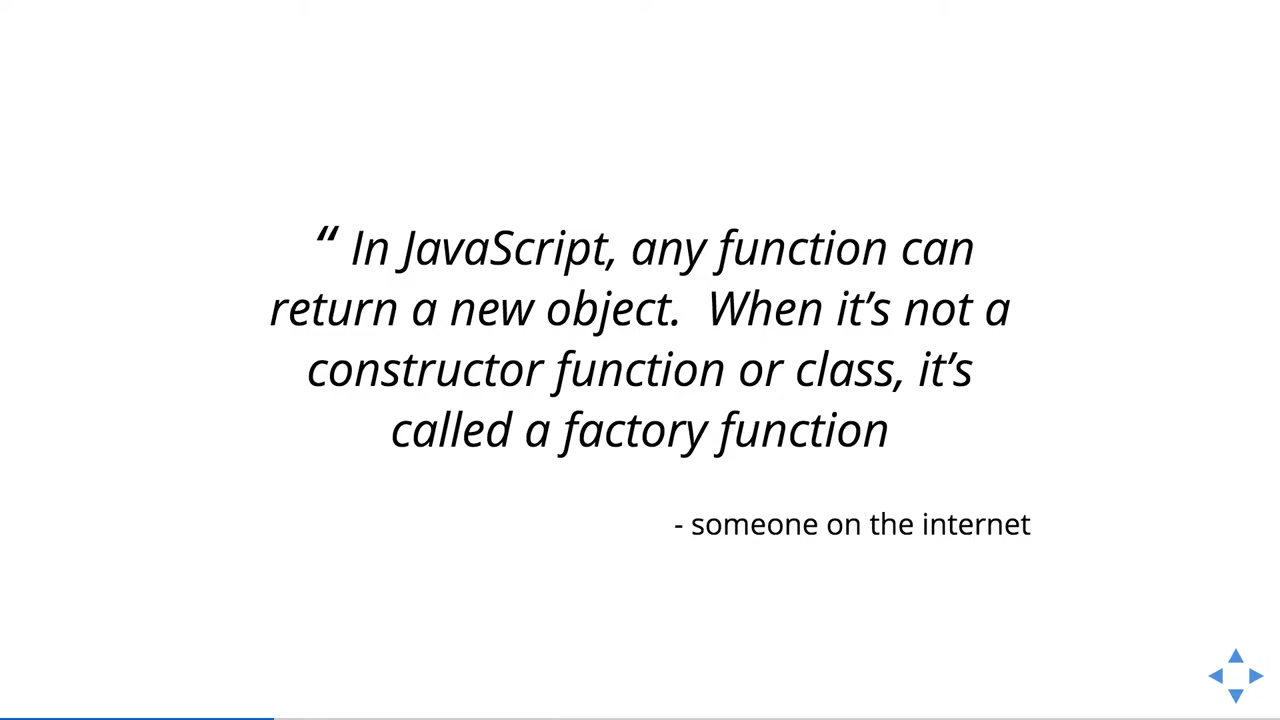 “ In JavaScript, any function can
return a new object.  When it’s not a
constructor function or class, it’s
called a factory function
- someone on the internet